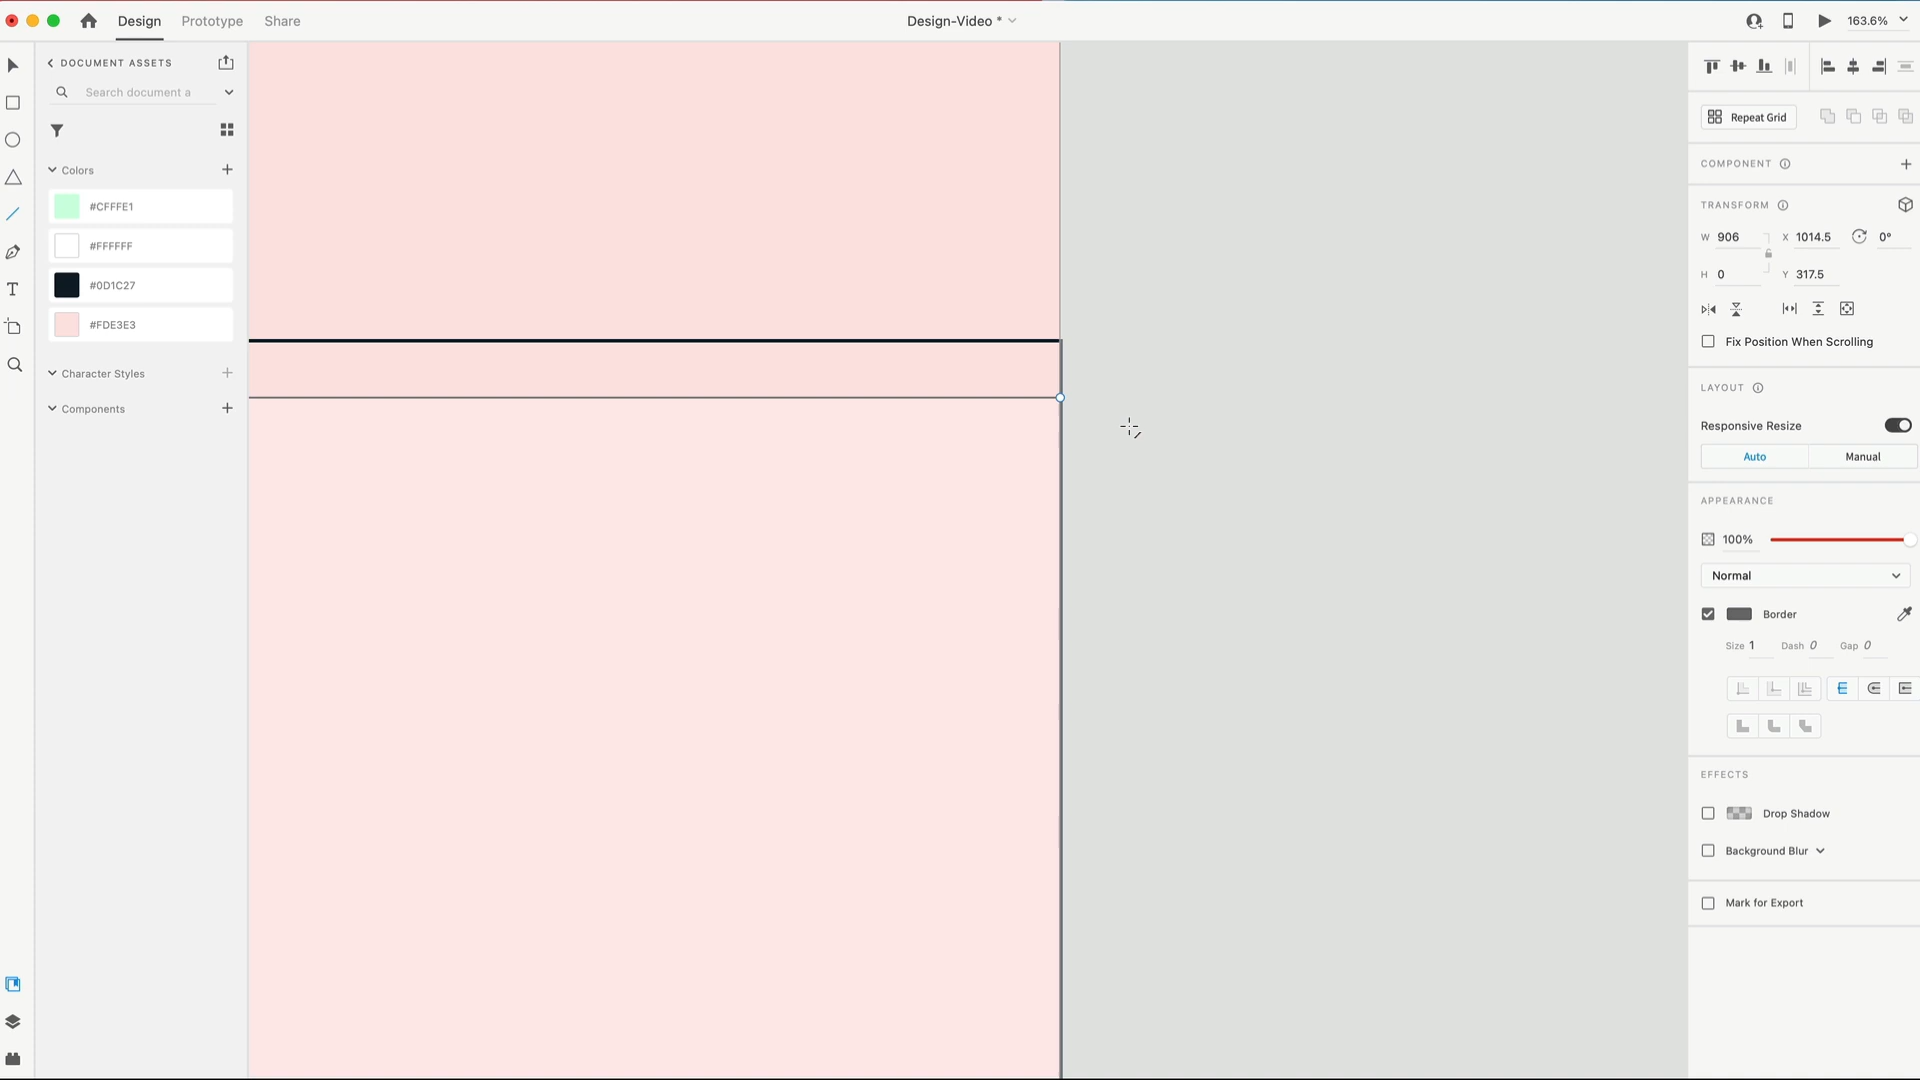 Design Prototype Share Design-Video * 163.6%
DOCUMENT ASSETS
Search document a
Colors
#CFFFE1
#FFFFFF
#0D1C27
#FDE3E3
Character Styles
Components
Repeat Grid
COMPONENT
TRANSFORM
W 906 X 1014.5 0°
H 0 Y 317.5
Fix Position When Scrolling
LAYOUT
Responsive Resize
Auto Manual
APPEARANCE
100%
Normal
Border
Size 1 Dash 0 Gap 0
EFFECTS
Drop Shadow
Background Blur
Mark for Export